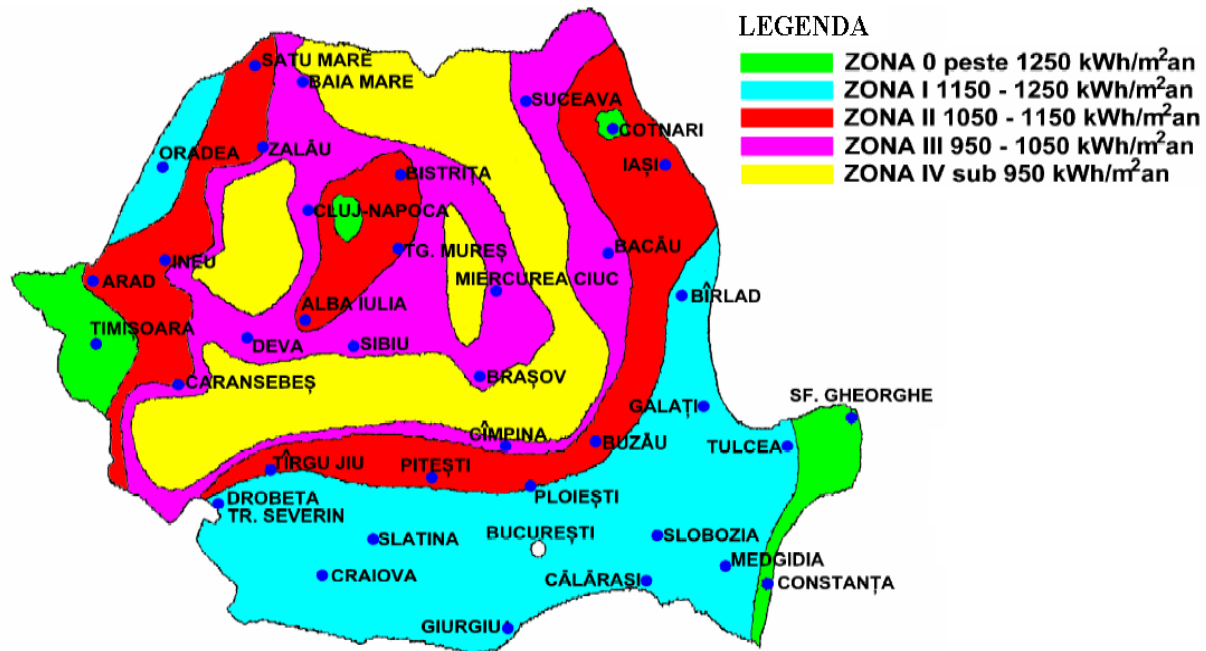 LEGENDA
ZONA 0 peste 1250 kWh/m²an
ZONA I 1150 - 1250 kWh/m²an
ZONA II 1050 - 1150 kWh/m²an
ZONA III 950 - 1050 kWh/m²an
ZONA IV sub 950 kWh/m²an
SATU MARE
BAIA MARE
SUCEAVA
COTNARI
ORADEA
ZALĂU
IAȘI
BISTRIȚA
CLUJ-NAPOCA
TG. MUREȘ
BACĂU
INEU
ARAD
MIERCUREA CIUC
BÎRLAD
ALBA IULIA
TIMIȘOARA
DEVA
SIBIU
CARANSEBEȘ
BRAȘOV
SF. GHEORGHE
GALAȚI
CÎMPINA
BUZĂU
TULCEA
TÎRGU JIU
PITEȘTI
PLOIEȘTI
DROBETA
TR. SEVERIN
SLATINA
BUCUREȘTI
SLOBOZIA
MEDGIDIA
CRAIOVA
CĂLĂRAȘI
CONSTANȚA
GIURGIU